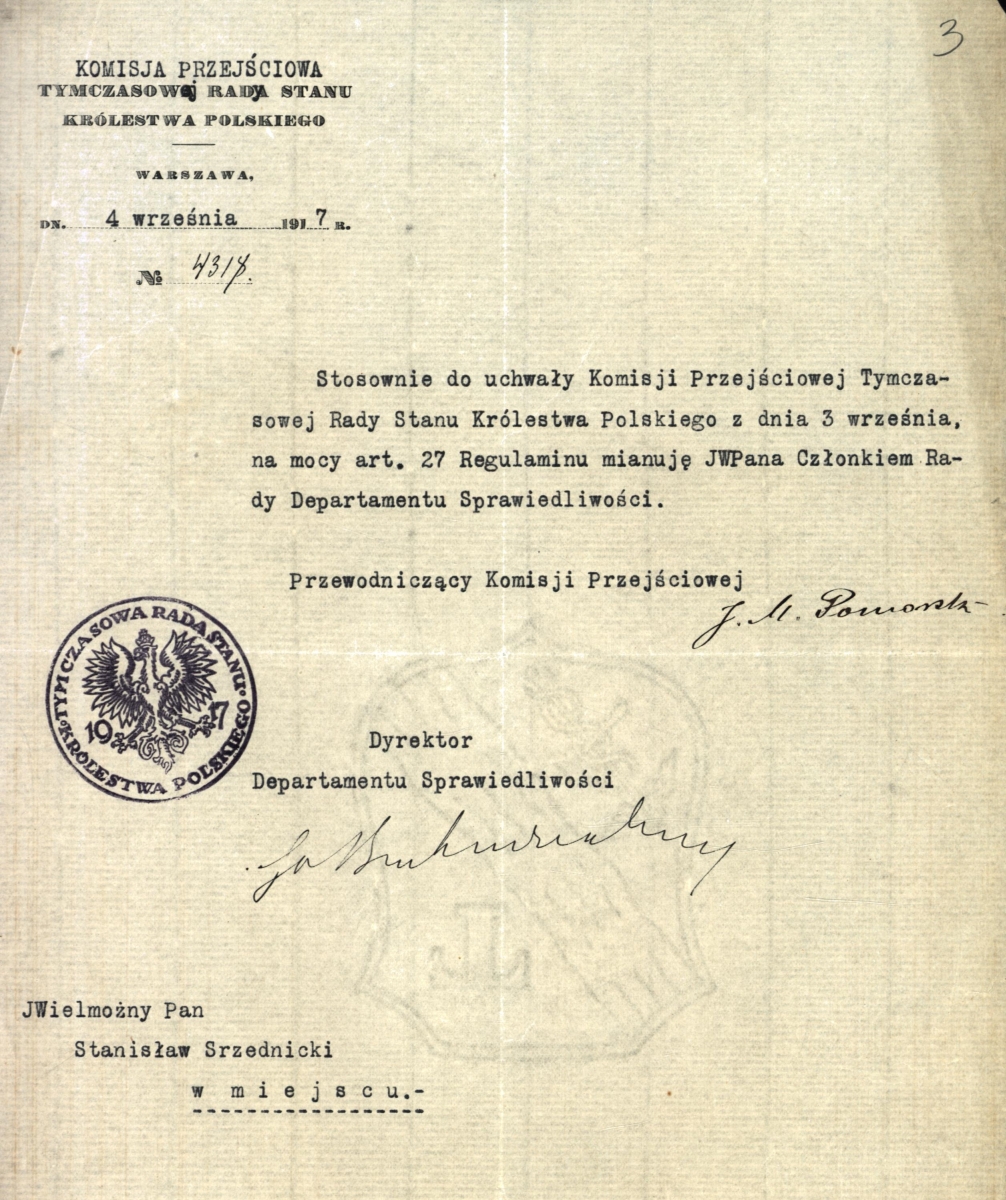 3
KOMISJA PRZEJŚCIOWA
TYMCZASOWej RADy STANU
KRÓLESTWA POLSKIEGO
WARSZAWA,
DN. 4 września 1917 R.
№ 4318.
Stosownie do uchwały Komisji Przejściowej Tymcza-
sowej Rady Stanu Królestwa Polskiego z dnia 3 września,
na mocy art. 27 Regulaminu mianuję JWPana Członkiem Ra-
dy Departamentu Sprawiedliwości.
Przewodniczący Komisji Przejściowej
J. M. Pomorski
TYMCZASOWA RADA STANU
KRÓLESTWA POLSKIEGO
1917
Dyrektor
Departamentu Sprawiedliwości
JWielmożny Pan
Stanisław Srzednicki
w miejscu.-